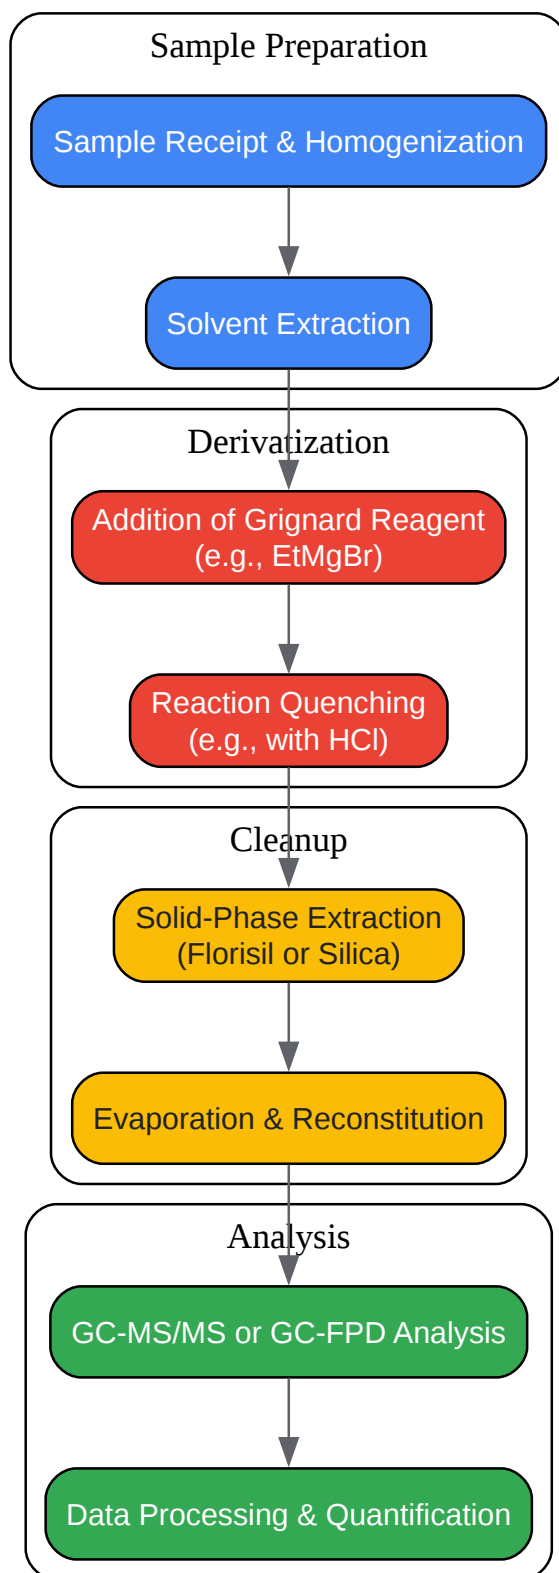 Sample Preparation
Sample Receipt & Homogenization
Solvent Extraction
Derivatization
Addition of Grignard Reagent
(e.g., EtMgBr)
Reaction Quenching
(e.g., with HCl)
Cleanup
Solid-Phase Extraction
(Florisil or Silica)
Evaporation & Reconstitution
Analysis
GC-MS/MS or GC-FPD Analysis
Data Processing & Quantification